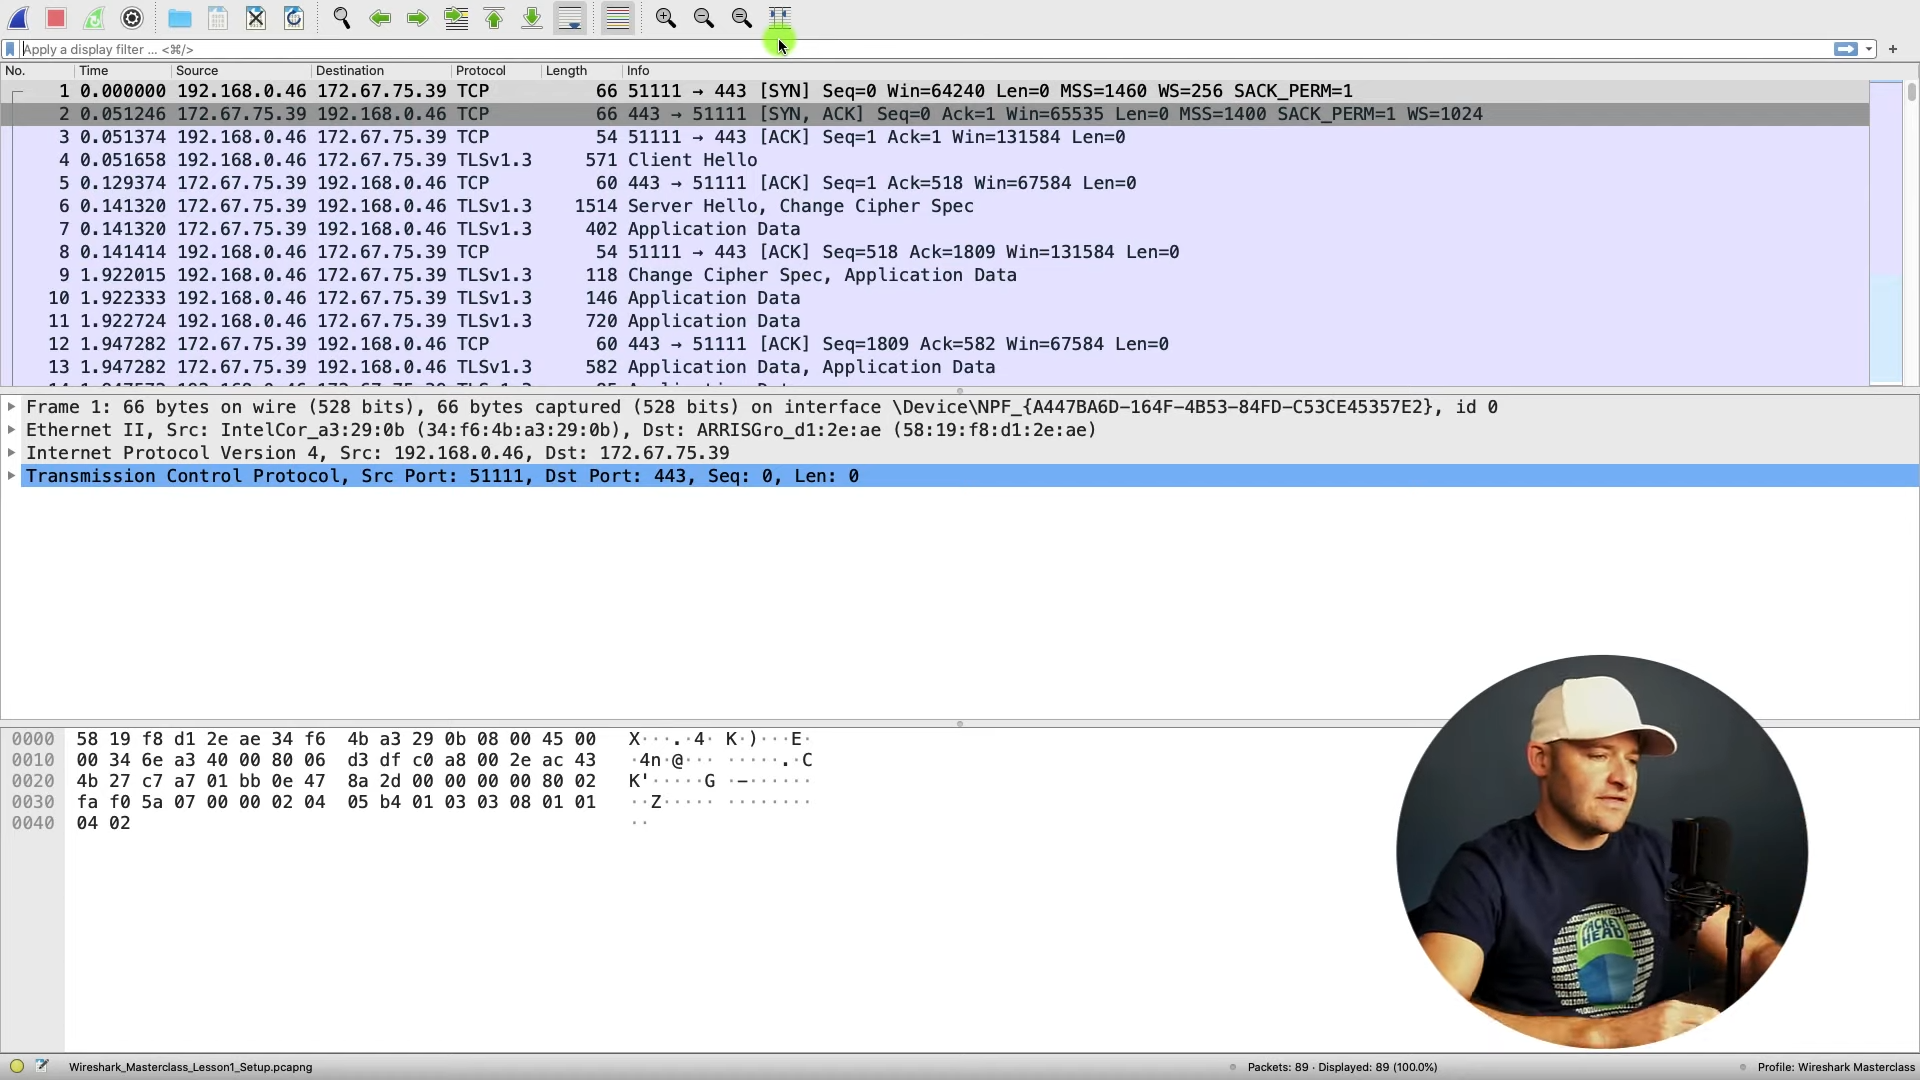 Apply a display filter ... <⌘/>
+
No. Time Source Destination Protocol Length Info
1 0.000000 192.168.0.46 172.67.75.39 TCP 66 51111 → 443 [SYN] Seq=0 Win=64240 Len=0 MSS=1460 WS=256 SACK_PERM=1
2 0.051246 172.67.75.39 192.168.0.46 TCP 66 443 → 51111 [SYN, ACK] Seq=0 Ack=1 Win=65535 Len=0 MSS=1400 SACK_PERM=1 WS=1024
3 0.051374 192.168.0.46 172.67.75.39 TCP 54 51111 → 443 [ACK] Seq=1 Ack=1 Win=131584 Len=0
4 0.051658 192.168.0.46 172.67.75.39 TLSv1.3 571 Client Hello
5 0.129374 172.67.75.39 192.168.0.46 TCP 60 443 → 51111 [ACK] Seq=1 Ack=518 Win=67584 Len=0
6 0.141320 172.67.75.39 192.168.0.46 TLSv1.3 1514 Server Hello, Change Cipher Spec
7 0.141320 172.67.75.39 192.168.0.46 TLSv1.3 402 Application Data
8 0.141414 192.168.0.46 172.67.75.39 TCP 54 51111 → 443 [ACK] Seq=518 Ack=1809 Win=131584 Len=0
9 1.922015 192.168.0.46 172.67.75.39 TLSv1.3 118 Change Cipher Spec, Application Data
10 1.922333 192.168.0.46 172.67.75.39 TLSv1.3 146 Application Data
11 1.922724 192.168.0.46 172.67.75.39 TLSv1.3 720 Application Data
12 1.947282 172.67.75.39 192.168.0.46 TCP 60 443 → 51111 [ACK] Seq=1809 Ack=582 Win=67584 Len=0
13 1.947282 172.67.75.39 192.168.0.46 TLSv1.3 582 Application Data, Application Data
Frame 1: 66 bytes on wire (528 bits), 66 bytes captured (528 bits) on interface \Device\NPF_{A447BA6D-164F-4B53-84FD-C53CE45357E2}, id 0
Ethernet II, Src: IntelCor_a3:29:0b (34:f6:4b:a3:29:0b), Dst: ARRISGro_d1:2e:ae (58:19:f8:d1:2e:ae)
Internet Protocol Version 4, Src: 192.168.0.46, Dst: 172.67.75.39
Transmission Control Protocol, Src Port: 51111, Dst Port: 443, Seq: 0, Len: 0
0000 58 19 f8 d1 2e ae 34 f6 4b a3 29 0b 08 00 45 00 X···.·4· K·)···E·
0010 00 34 6e a3 40 00 80 06 d3 df c0 a8 00 2e ac 43 ·4n·@··· ·····.·C
0020 4b 27 c7 a7 01 bb 0e 47 8a 2d 00 00 00 00 80 02 K'·····G ·-······
0030 fa f0 5a 07 00 00 02 04 05 b4 01 03 03 08 01 01 ··Z····· ········
0040 04 02 ··
PACKET
HEAD
Wireshark_Masterclass_Lesson1_Setup.pcapng Packets: 89 · Displayed: 89 (100.0%) Profile: Wireshark Masterclass